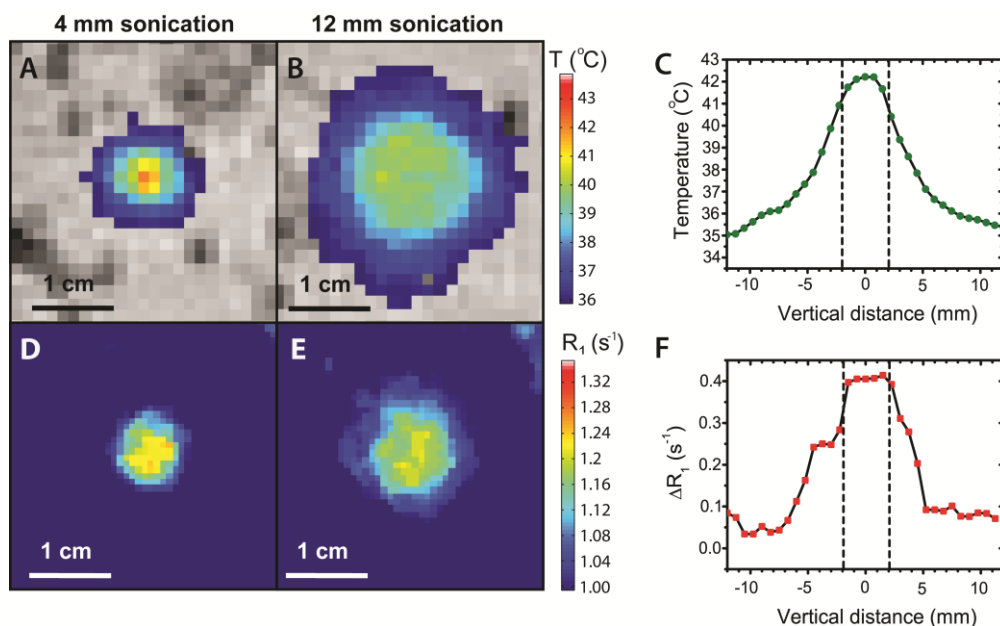 4 mm sonication
12 mm sonication
A
B
T (°C)
43
42
41
40
39
38
37
36
1 cm
1 cm
C
Temperature (°C)
43
42
41
40
39
38
37
36
35
34
-10
-5
0
5
10
Vertical distance (mm)
D
E
R₁ (s⁻¹)
1.32
1.28
1.24
1.20
1.16
1.12
1.08
1.04
1.00
1 cm
1 cm
F
ΔR₁ (s⁻¹)
0.4
0.3
0.2
0.1
0.0
-10
-5
0
5
10
Vertical distance (mm)